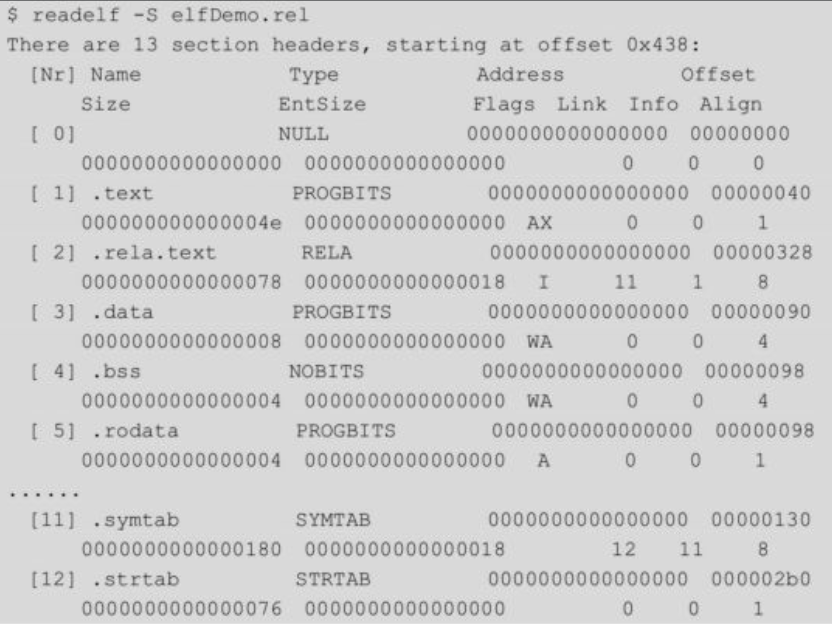 $ readelf -S elfDemo.rel
There are 13 section headers, starting at offset 0x438:
[Nr] Name Type Address Offset
Size EntSize Flags Link Info Align
[ 0] NULL 0000000000000000 00000000
0000000000000000 0000000000000000 0 0 0
[ 1] .text PROGBITS 0000000000000000 00000040
000000000000004e 0000000000000000 AX 0 0 1
[ 2] .rela.text RELA 0000000000000000 00000328
0000000000000078 0000000000000018 I 11 1 8
[ 3] .data PROGBITS 0000000000000000 00000090
0000000000000008 0000000000000000 WA 0 0 4
[ 4] .bss NOBITS 0000000000000000 00000098
0000000000000004 0000000000000000 WA 0 0 4
[ 5] .rodata PROGBITS 0000000000000000 00000098
0000000000000004 0000000000000000 A 0 0 1
......
[11] .symtab SYMTAB 0000000000000000 00000130
0000000000000180 0000000000000018 12 11 8
[12] .strtab STRTAB 0000000000000000 000002b0
0000000000000076 0000000000000000 0 0 1